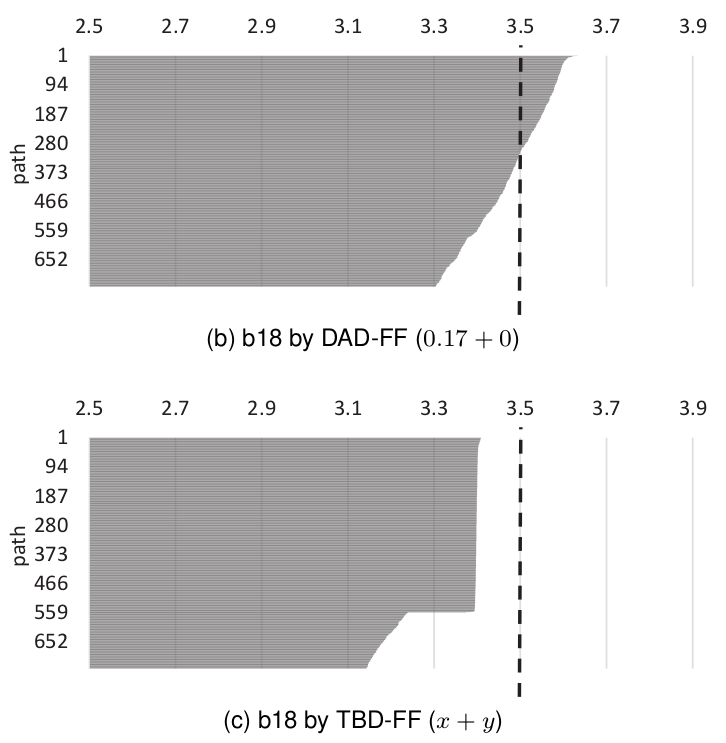 2.5 2.7 2.9 3.1 3.3 3.5 3.7 3.9
1
94
187
280
373
466
559
652
path
(b) b18 by DAD-FF (0.17 + 0)
2.5 2.7 2.9 3.1 3.3 3.5 3.7 3.9
1
94
187
280
373
466
559
652
path
(c) b18 by TBD-FF (x + y)